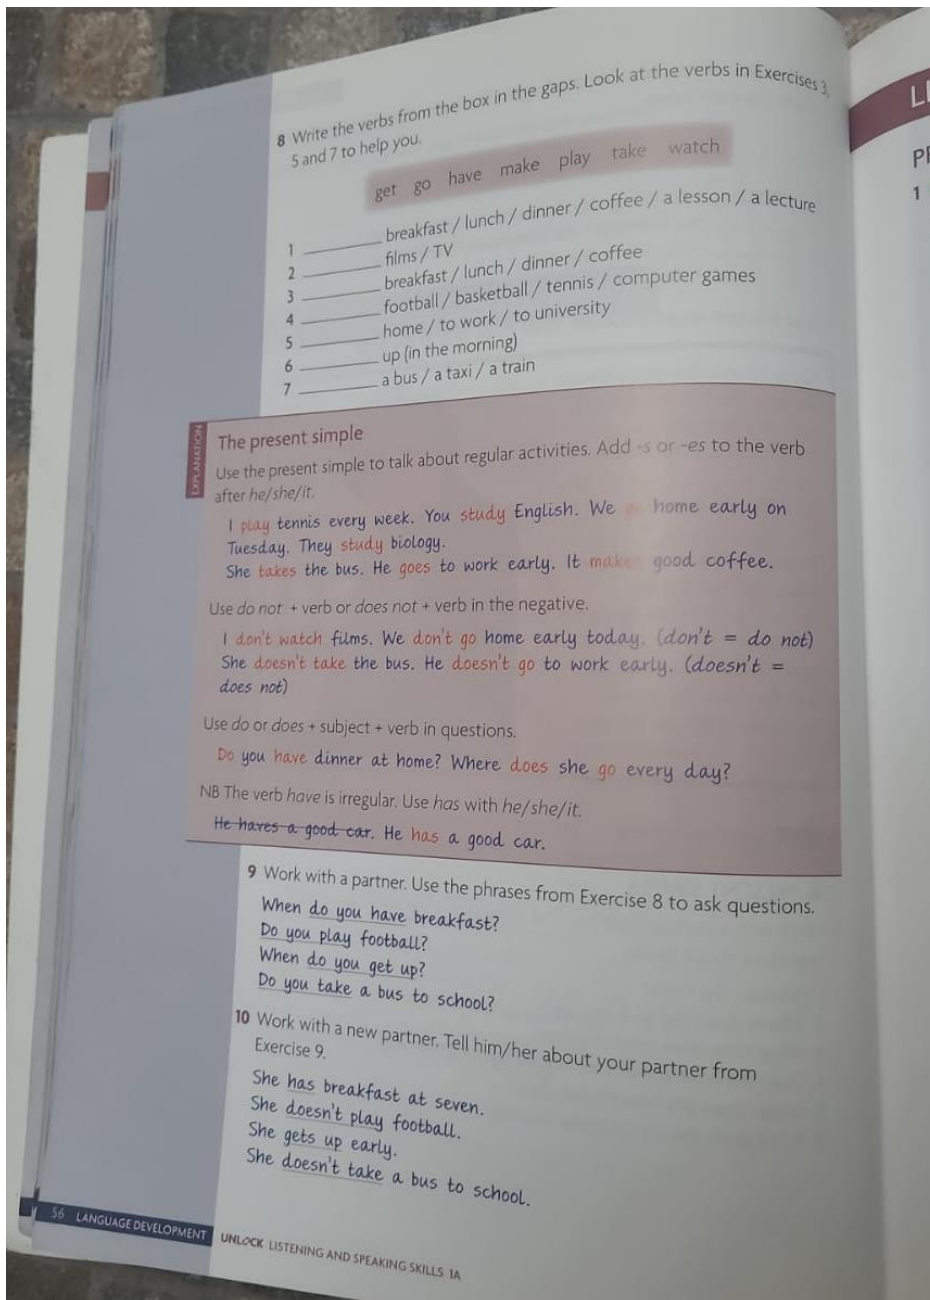 8 Write the verbs from the box in the gaps. Look at the verbs in Exercises 3,
5 and 7 to help you.
get go have make play take watch
1 ________ breakfast / lunch / dinner / coffee / a lesson / a lecture
2 ________ films / TV
3 ________ breakfast / lunch / dinner / coffee
4 ________ football / basketball / tennis / computer games
5 ________ home / to work / to university
6 ________ up (in the morning)
7 ________ a bus / a taxi / a train
EXPLANATION
The present simple
Use the present simple to talk about regular activities. Add -s or -es to the verb
after he/she/it.
I play tennis every week. You study English. We go home early on
Tuesday. They study biology.
She takes the bus. He goes to work early. It makes good coffee.
Use do not + verb or does not + verb in the negative.
I don't watch films. We don't go home early today. (don't = do not)
She doesn't take the bus. He doesn't go to work early. (doesn't =
does not)
Use do or does + subject + verb in questions.
Do you have dinner at home? Where does she go every day?
NB The verb have is irregular. Use has with he/she/it.
He haves a good car. He has a good car.
9 Work with a partner. Use the phrases from Exercise 8 to ask questions.
When do you have breakfast?
Do you play football?
When do you get up?
Do you take a bus to school?
10 Work with a new partner. Tell him/her about your partner from
Exercise 9.
She has breakfast at seven.
She doesn't play football.
She gets up early.
She doesn't take a bus to school.
56 LANGUAGE DEVELOPMENT
UNLOCK LISTENING AND SPEAKING SKILLS 1A
LI
PR
1